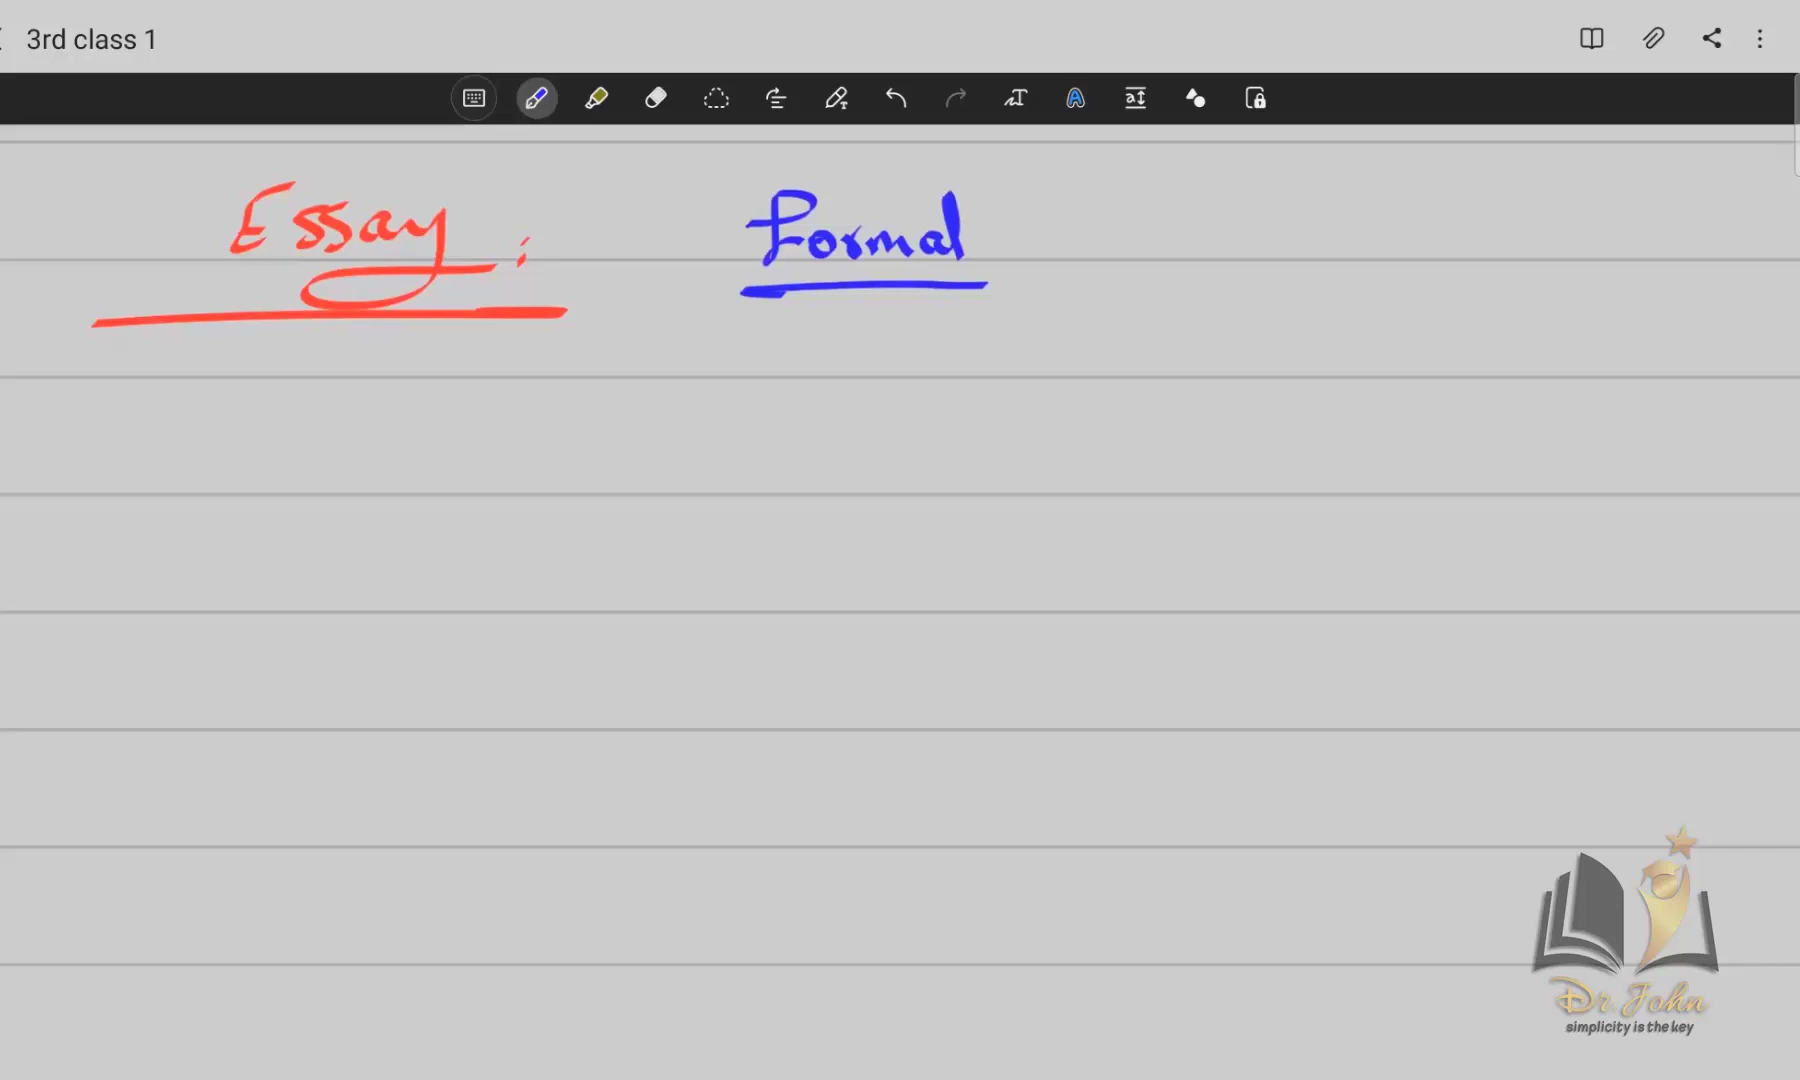 3rd class 1
Essay : Formal
Dr. John
simplicity is the key